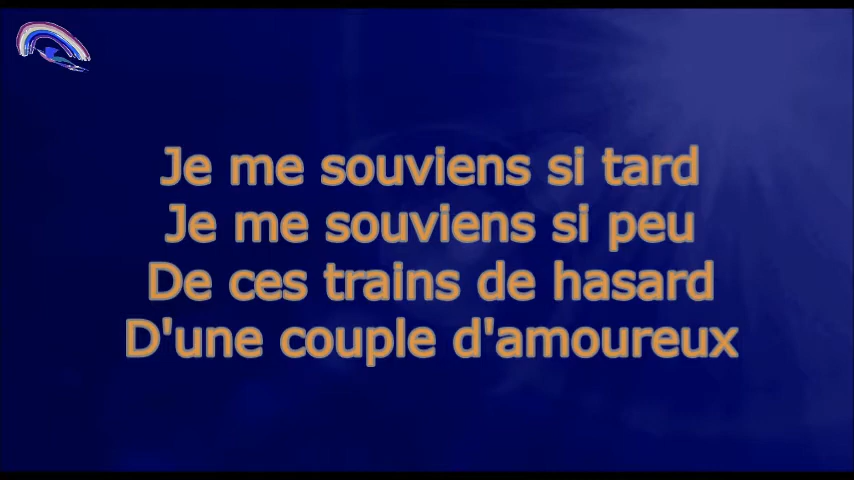 Je me souviens si tard
Je me souviens si peu
De ces trains de hasard
D'une couple d'amoureux